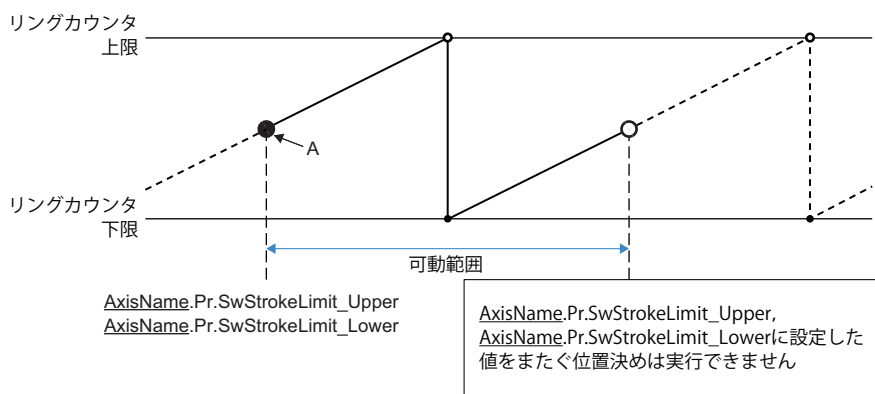 リングカウンタ
上限
A
リングカウンタ
下限
可動範囲
AxisName.Pr.SwStrokeLimit_Upper
AxisName.Pr.SwStrokeLimit_Lower
AxisName.Pr.SwStrokeLimit_Upper,
AxisName.Pr.SwStrokeLimit_Lowerに設定した
値をまたぐ位置決めは実行できません